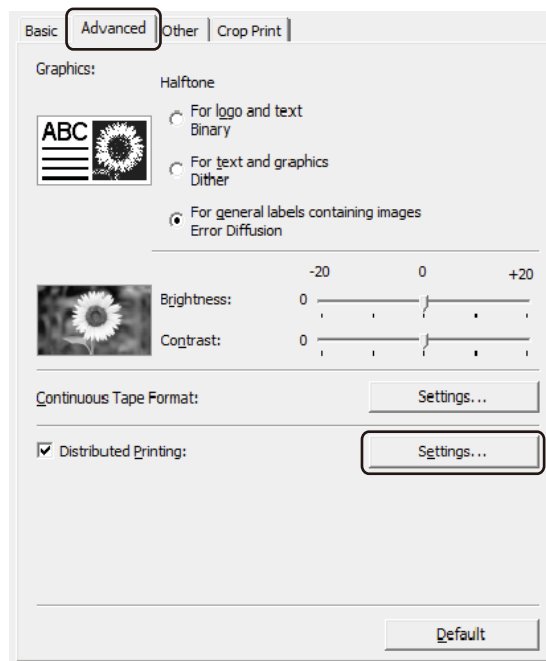 Basic Advanced Other Crop Print
Graphics:
Halftone
ABC
For logo and text
Binary
For text and graphics
Dither
For general labels containing images
Error Diffusion
-20 0 +20
Brightness: 0
Contrast: 0
Continuous Tape Format: Settings...
Distributed Printing: Settings...
Default